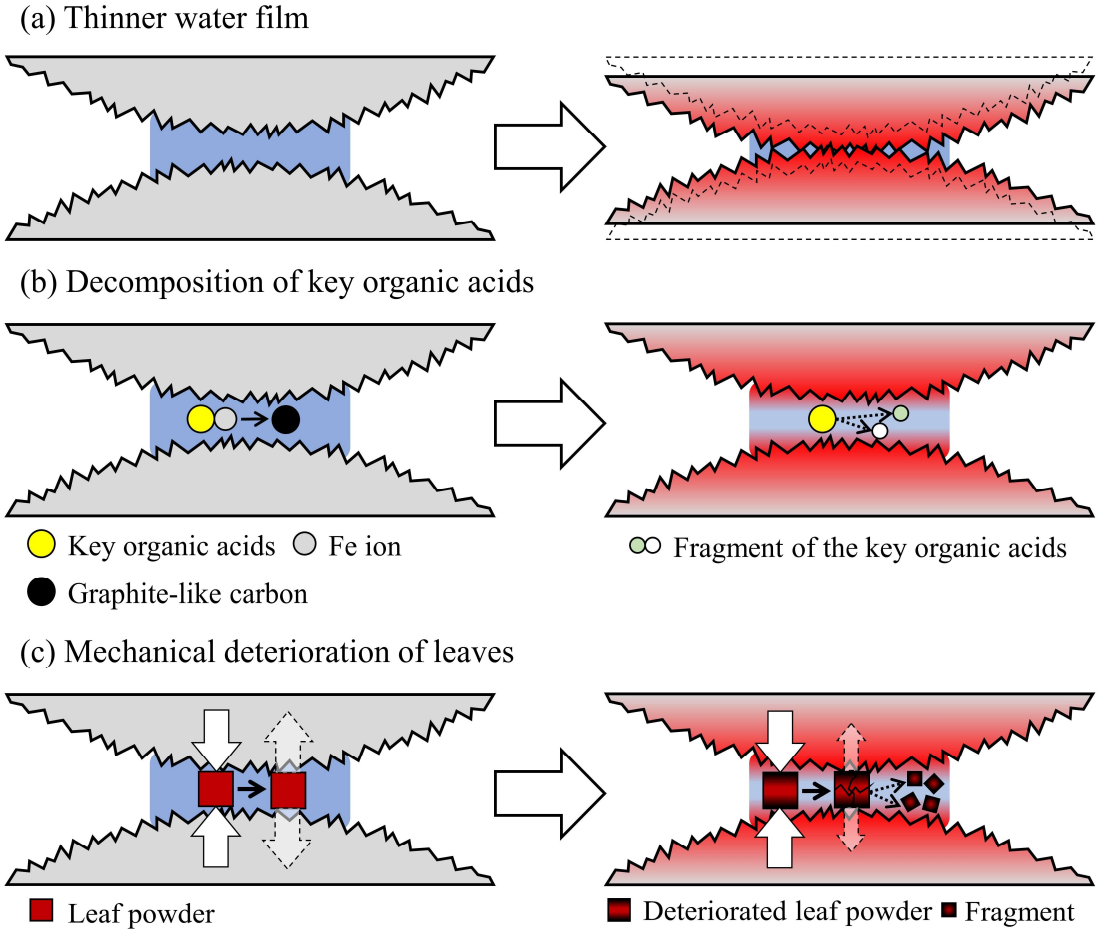 (a) Thinner water film
(b) Decomposition of key organic acids
Key organic acids
Fe ion
Fragment of the key organic acids
Graphite-like carbon
(c) Mechanical deterioration of leaves
Leaf powder
Deteriorated leaf powder
Fragment